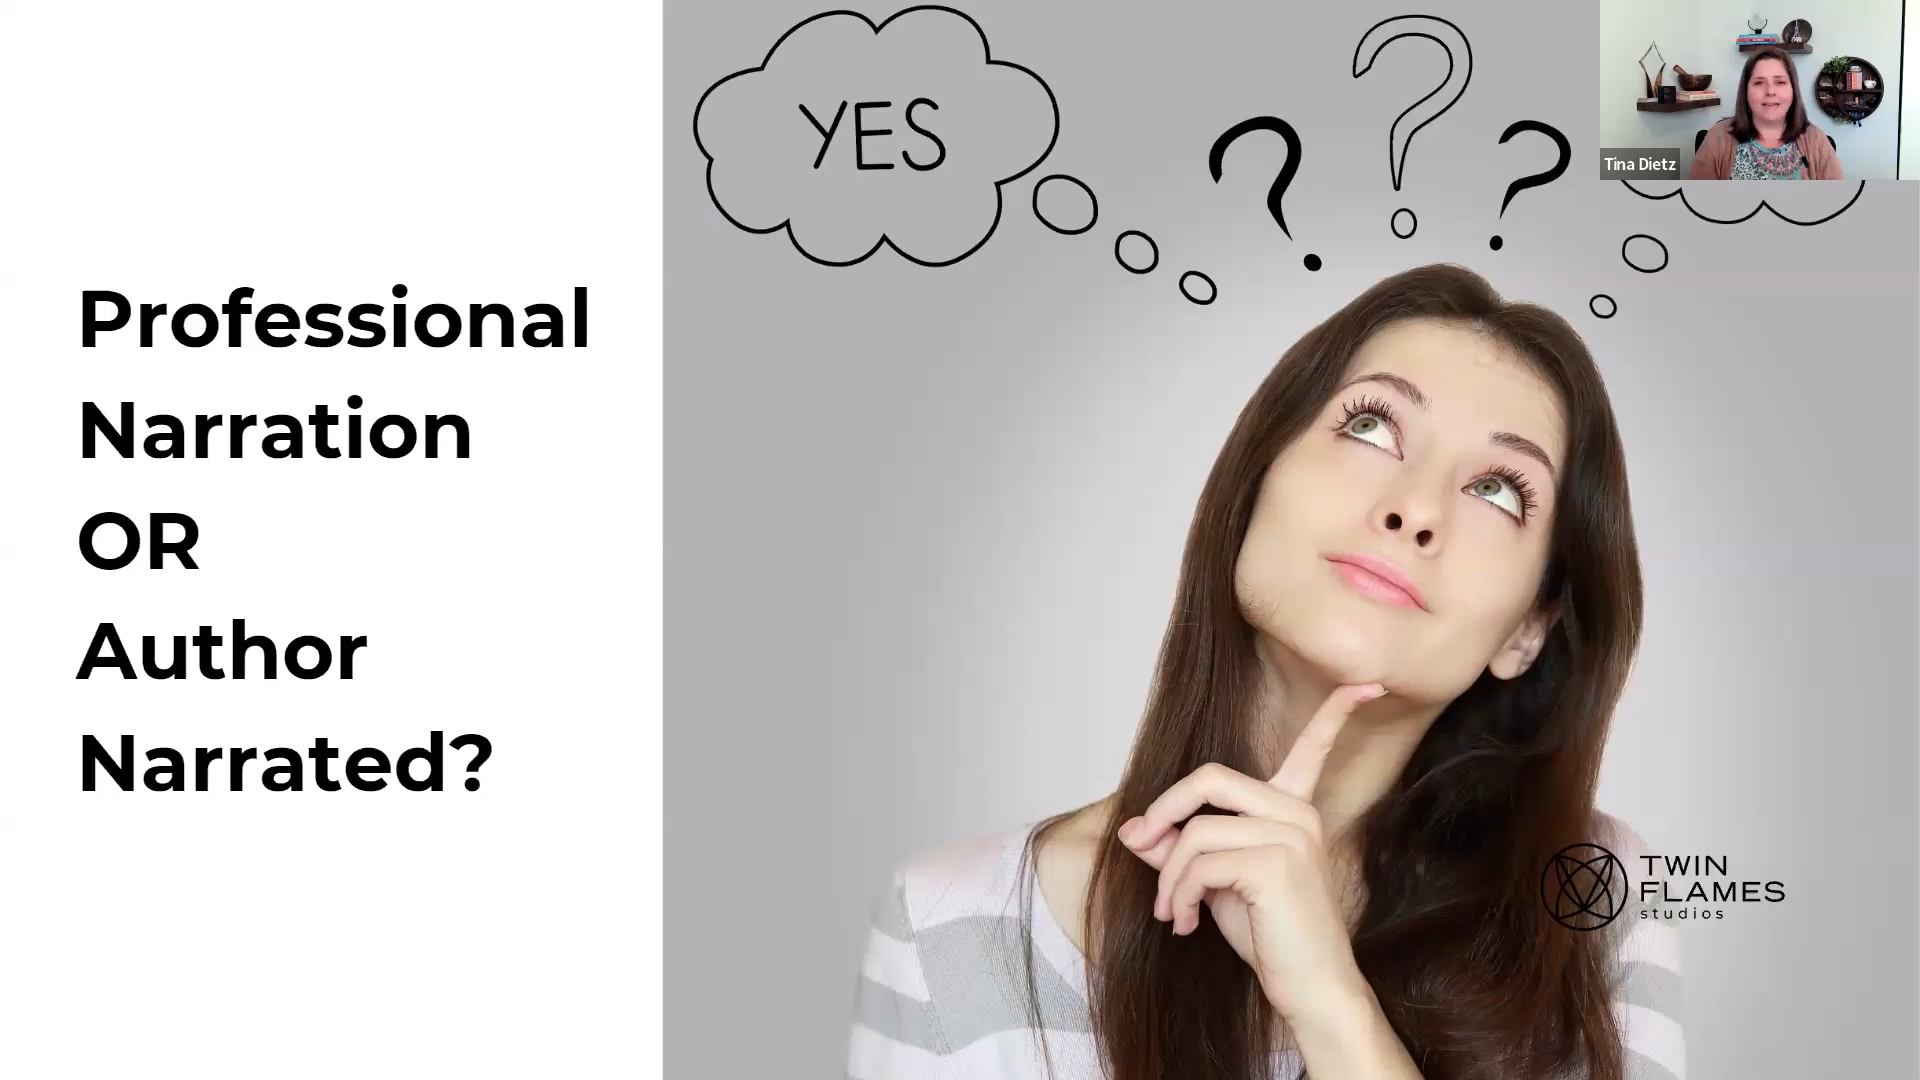 Professional
Narration
OR
Author
Narrated?
YES
? ? ?
Tina Dietz
TWIN
FLAMES
studios